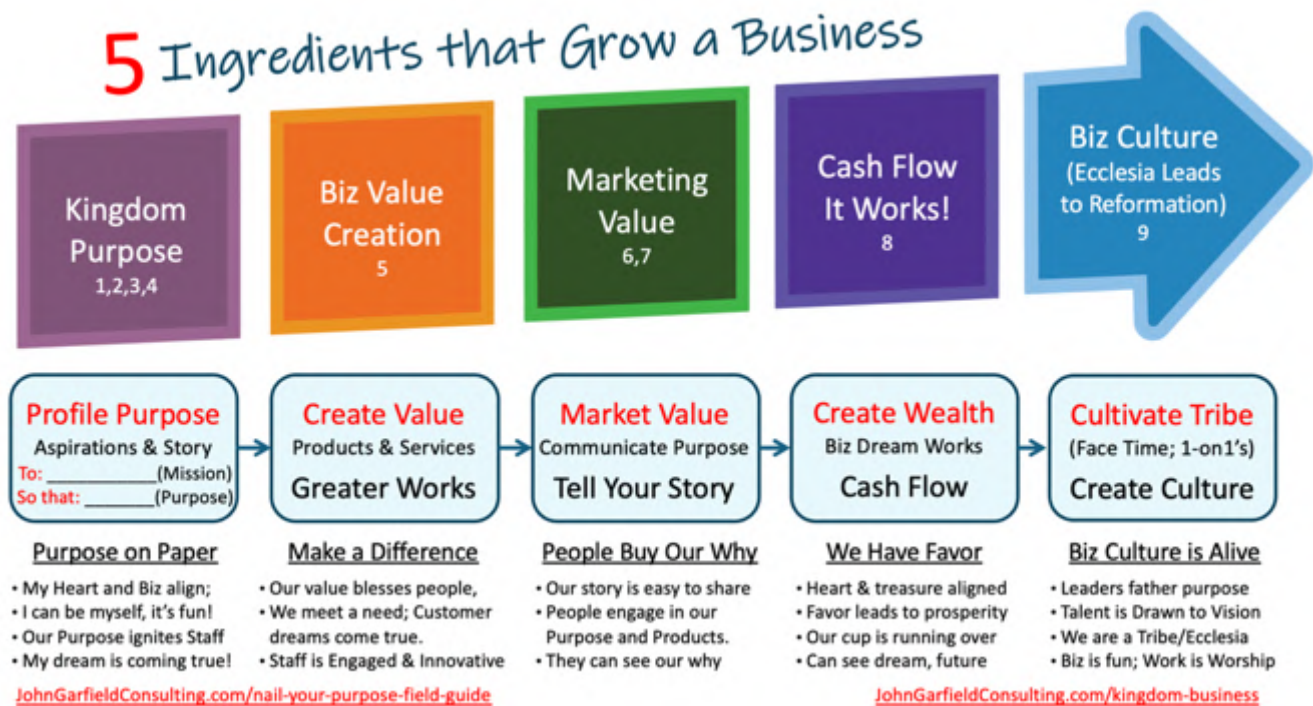 5 Ingredients that Grow a Business
Kingdom
Purpose
1,2,3,4
Biz Value
Creation
5
Marketing
Value
6,7
Cash Flow
It Works!
8
Biz Culture
(Ecclesia Leads
to Reformation)
9
Profile Purpose
Aspirations & Story
To: ____________(Mission)
So that: ________(Purpose)
Create Value
Products & Services
Greater Works
Market Value
Communicate Purpose
Tell Your Story
Create Wealth
Biz Dream Works
Cash Flow
Cultivate Tribe
(Face Time; 1-on1's)
Create Culture
Purpose on Paper
• My Heart and Biz align;
• I can be myself, it's fun!
• Our Purpose ignites Staff
• My dream is coming true!
Make a Difference
• Our value blesses people,
• We meet a need; Customer
dreams come true.
• Staff is Engaged & Innovative
People Buy Our Why
• Our story is easy to share
• People engage in our
Purpose and Products.
• They can see our why
We Have Favor
• Heart & treasure aligned
• Favor leads to prosperity
• Our cup is running over
• Can see dream, future
Biz Culture is Alive
• Leaders father purpose
• Talent is Drawn to Vision
• We are a Tribe/Ecclesia
• Biz is fun; Work is Worship
JohnGarfieldConsulting.com/nail-your-purpose-field-guide
JohnGarfieldConsulting.com/kingdom-business